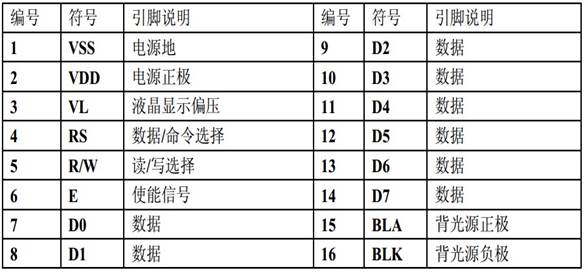 编号 符号 引脚说明 编号 符号 引脚说明
1 VSS 电源地 9 D2 数据
2 VDD 电源正极 10 D3 数据
3 VL 液晶显示偏压 11 D4 数据
4 RS 数据/命令选择 12 D5 数据
5 R/W 读/写选择 13 D6 数据
6 E 使能信号 14 D7 数据
7 D0 数据 15 BLA 背光源正极
8 D1 数据 16 BLK 背光源负极